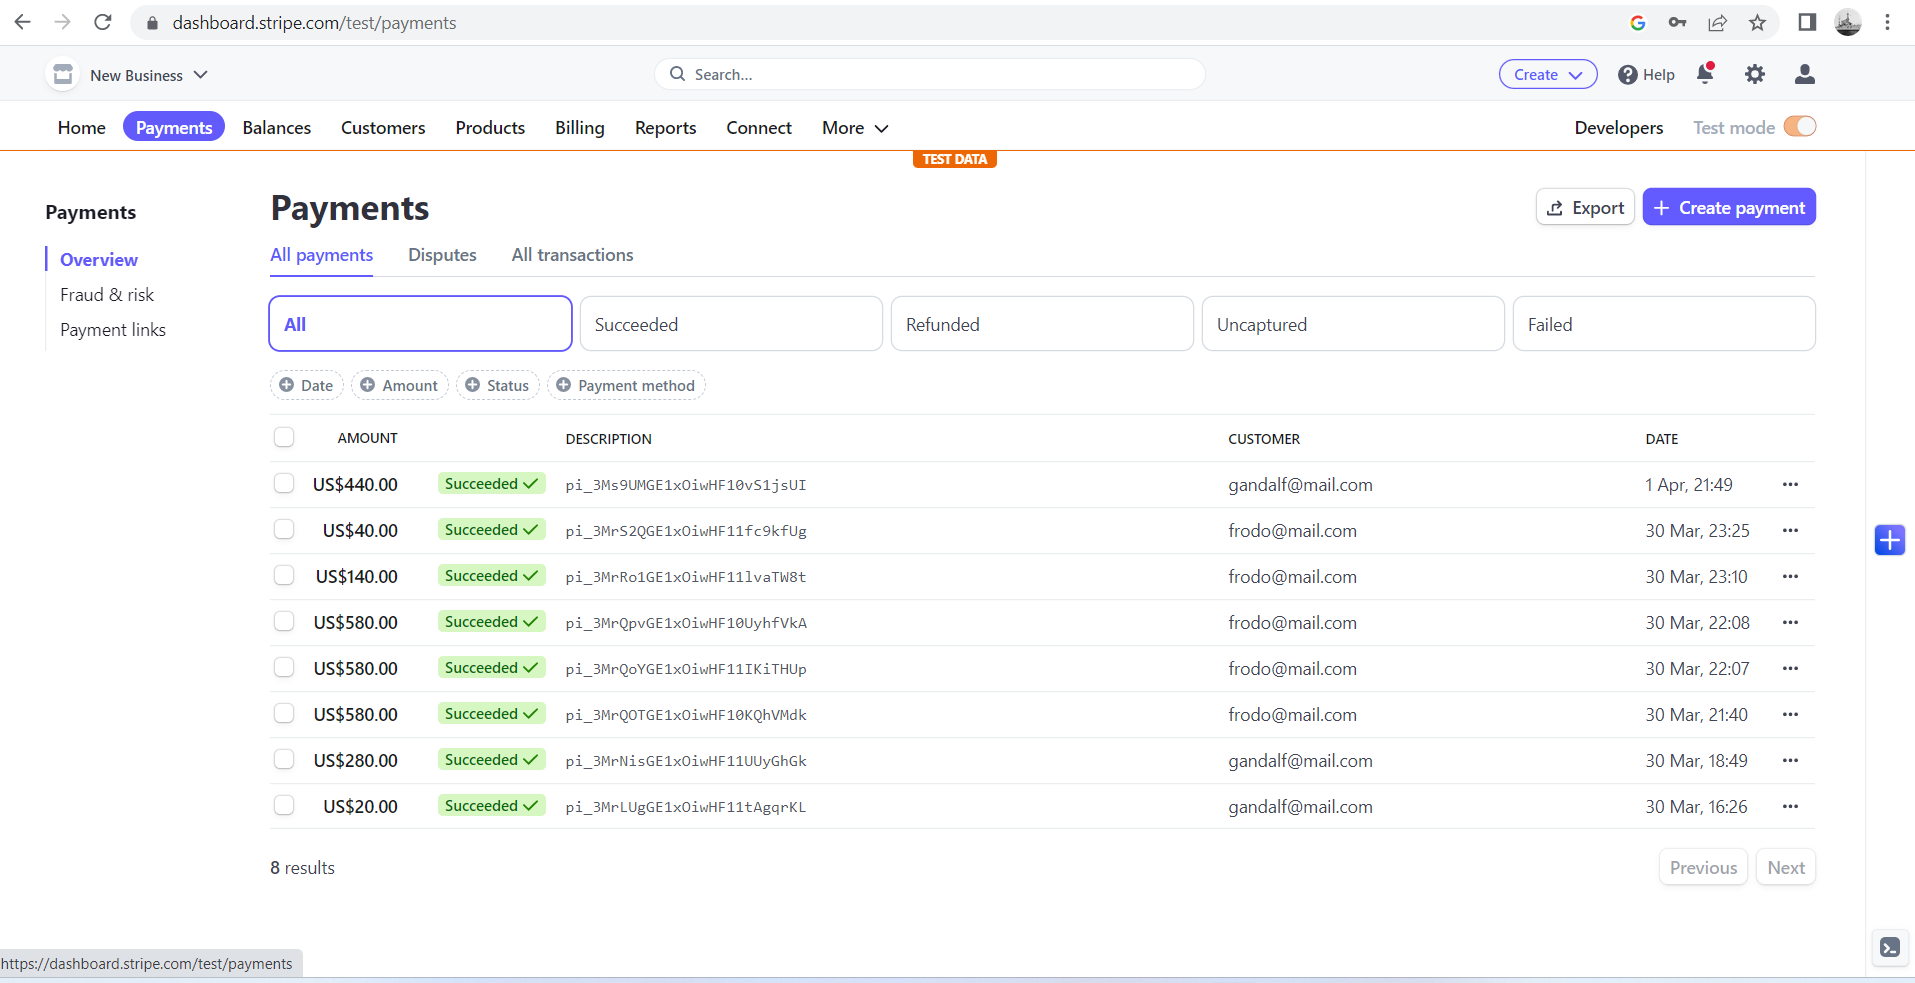 dashboard.stripe.com/test/payments
New Business
Search...
Create
Help
Home Payments Balances Customers Products Billing Reports Connect More
Developers Test mode
TEST DATA
Payments
Overview
Fraud & risk
Payment links
Payments
Export
Create payment
All payments Disputes All transactions
All Succeeded Refunded Uncaptured Failed
Date Amount Status Payment method
AMOUNT DESCRIPTION CUSTOMER DATE
US$440.00 Succeeded pi_3Ms9UMGE1xOiwHF10vS1jsUI gandalf@mail.com 1 Apr, 21:49
US$40.00 Succeeded pi_3MrS2QGE1xOiwHF11fc9kfUg frodo@mail.com 30 Mar, 23:25
US$140.00 Succeeded pi_3MrRo1GE1xOiwHF11lvaTW8t frodo@mail.com 30 Mar, 23:10
US$580.00 Succeeded pi_3MrQpvGE1xOiwHF10UyhfVkA frodo@mail.com 30 Mar, 22:08
US$580.00 Succeeded pi_3MrQoYGE1xOiwHF11IKiTHUp frodo@mail.com 30 Mar, 22:07
US$580.00 Succeeded pi_3MrQOTGE1xOiwHF10KQhVMdk frodo@mail.com 30 Mar, 21:40
US$280.00 Succeeded pi_3MrNisGE1xOiwHF11UUyGhGk gandalf@mail.com 30 Mar, 18:49
US$20.00 Succeeded pi_3MrLUgGE1xOiwHF11tAgqrKL gandalf@mail.com 30 Mar, 16:26
8 results
Previous Next
https://dashboard.stripe.com/test/payments